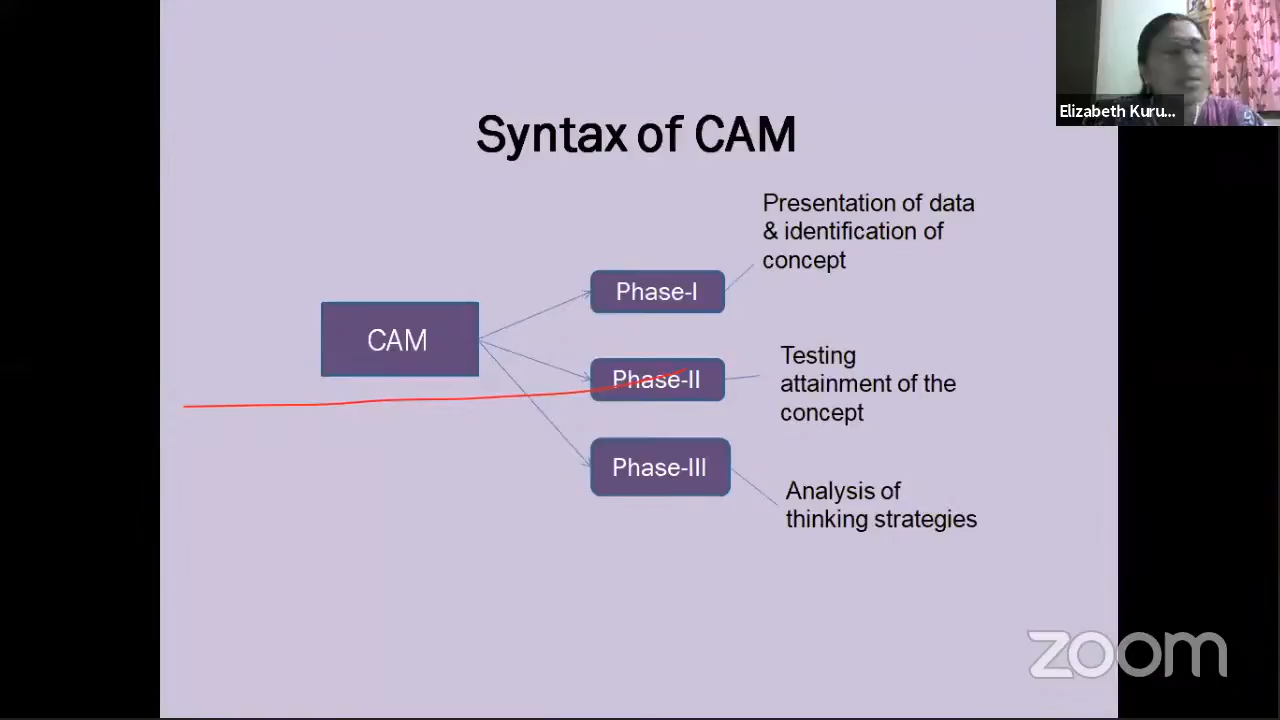 Elizabeth Kuru...
Syntax of CAM
Presentation of data
& identification of
concept
Phase-I
CAM
Testing
attainment of the
concept
Phase-II
Phase-III
Analysis of
thinking strategies
zoom